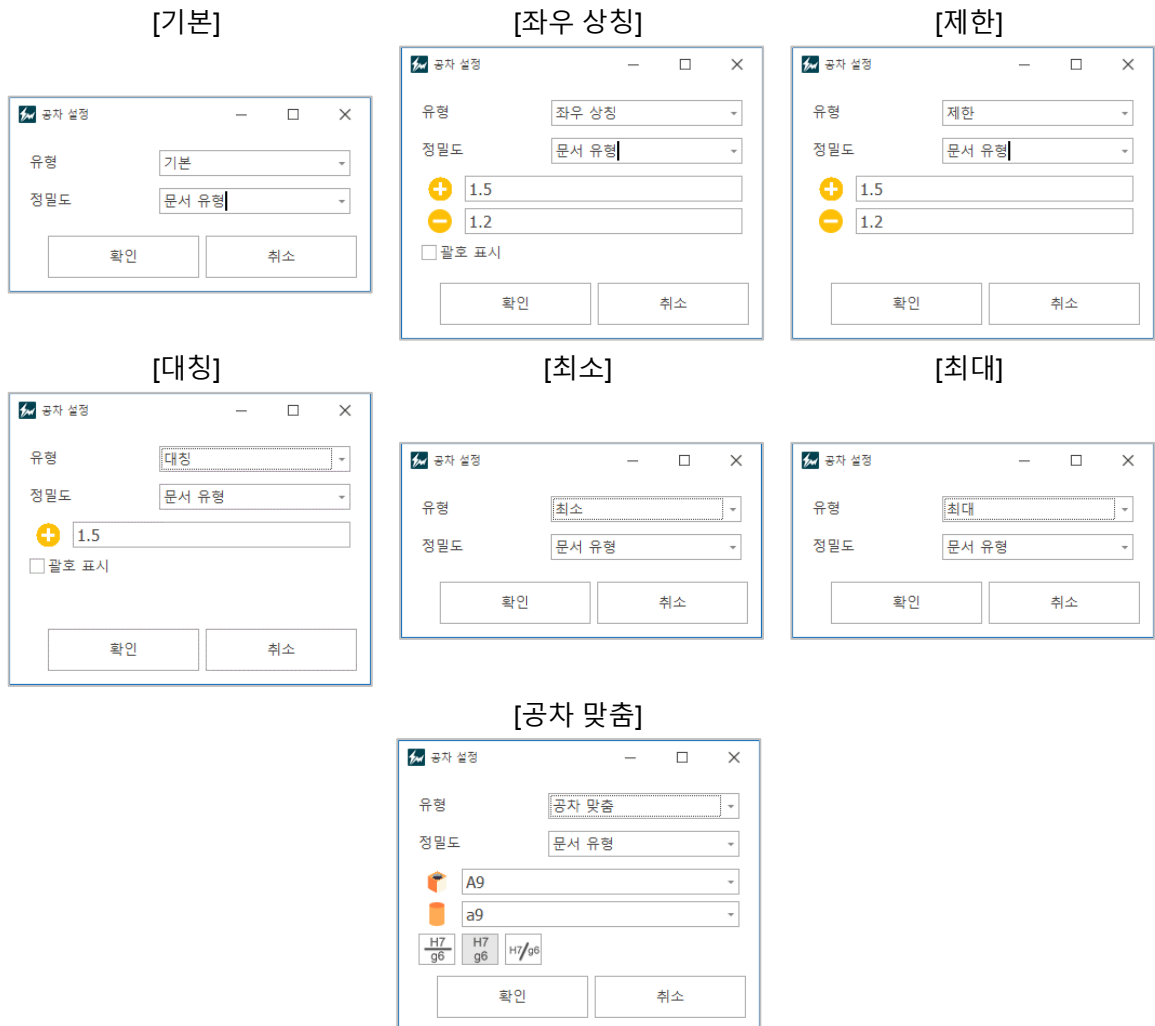 [기본]
[좌우 상칭]
[제한]
공차 설정
유형
기본
정밀도
문서 유형
확인
취소
공차 설정
유형
좌우 상칭
정밀도
문서 유형
1.5
1.2
괄호 표시
확인
취소
공차 설정
유형
제한
정밀도
문서 유형
1.5
1.2
확인
취소
[대칭]
[최소]
[최대]
공차 설정
유형
대칭
정밀도
문서 유형
1.5
괄호 표시
확인
취소
공차 설정
유형
최소
정밀도
문서 유형
확인
취소
공차 설정
유형
최대
정밀도
문서 유형
확인
취소
[공차 맞춤]
공차 설정
유형
공차 맞춤
정밀도
문서 유형
A9
a9
H7
g6
H7
g6
H7/g6
확인
취소